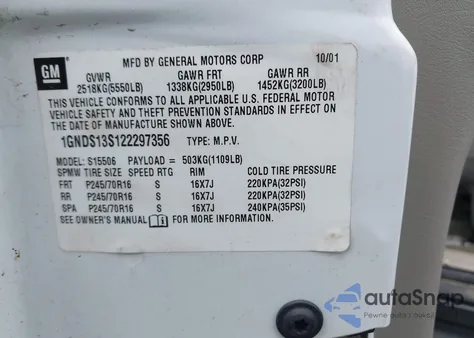 GM
MFD BY GENERAL MOTORS CORP 10/01
GVWR GAWR FRT GAWR RR
2518KG(5550LB) 1338KG(2950LB) 1452KG(3200LB)
THIS VEHICLE CONFORMS TO ALL APPLICABLE U.S. FEDERAL MOTOR
VEHICLE SAFETY AND THEFT PREVENTION STANDARDS IN EFFECT ON
THE DATE OF MANUFACTURE SHOWN ABOVE.
1GNDS13S122297356 TYPE: M.P.V.
MODEL: S15506 PAYLOAD = 503KG(1109LB)
SPMW TIRE SIZE SPEED RTG RIM COLD TIRE PRESSURE
FRT P245/70R16 S 16X7J 220KPA(32PSI)
RR P245/70R16 S 16X7J 220KPA(32PSI)
SPA P245/70R16 S 16X7J 240KPA(35PSI)
SEE OWNER'S MANUAL FOR MORE INFORMATION.
autoSnap